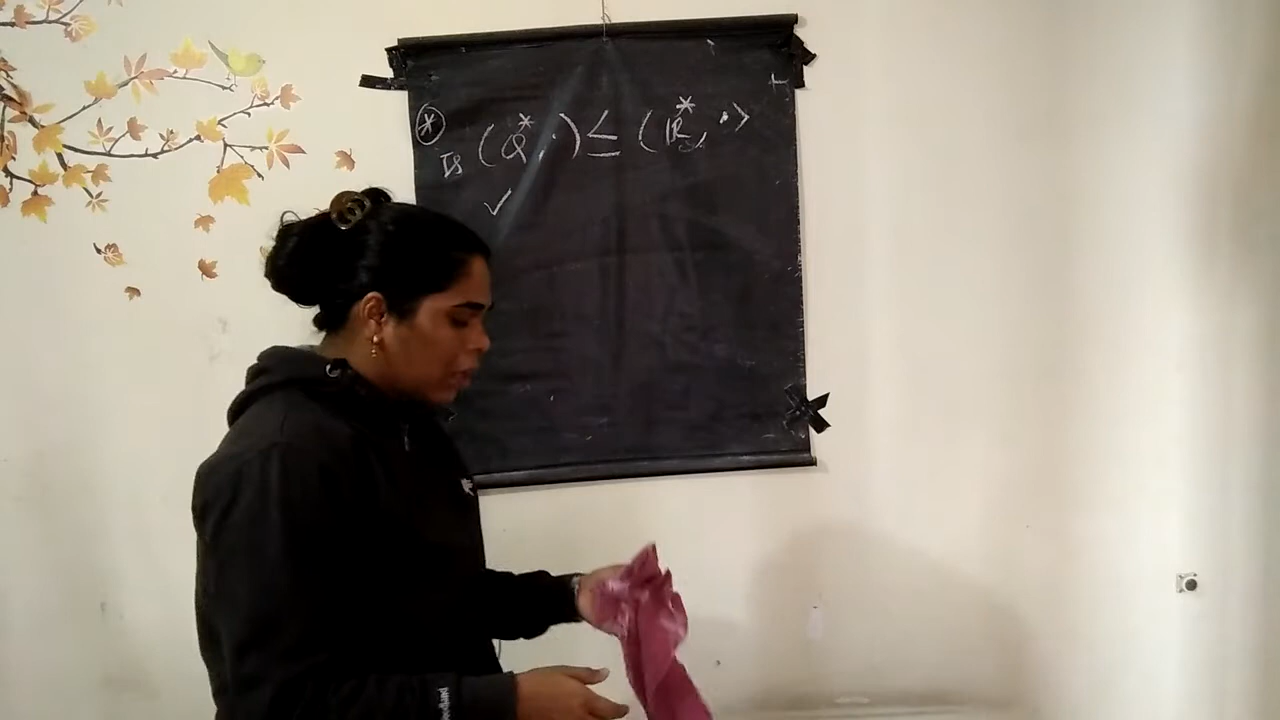 ⊛
Is (Q*, ·) ≤ (R*, ·)
✓